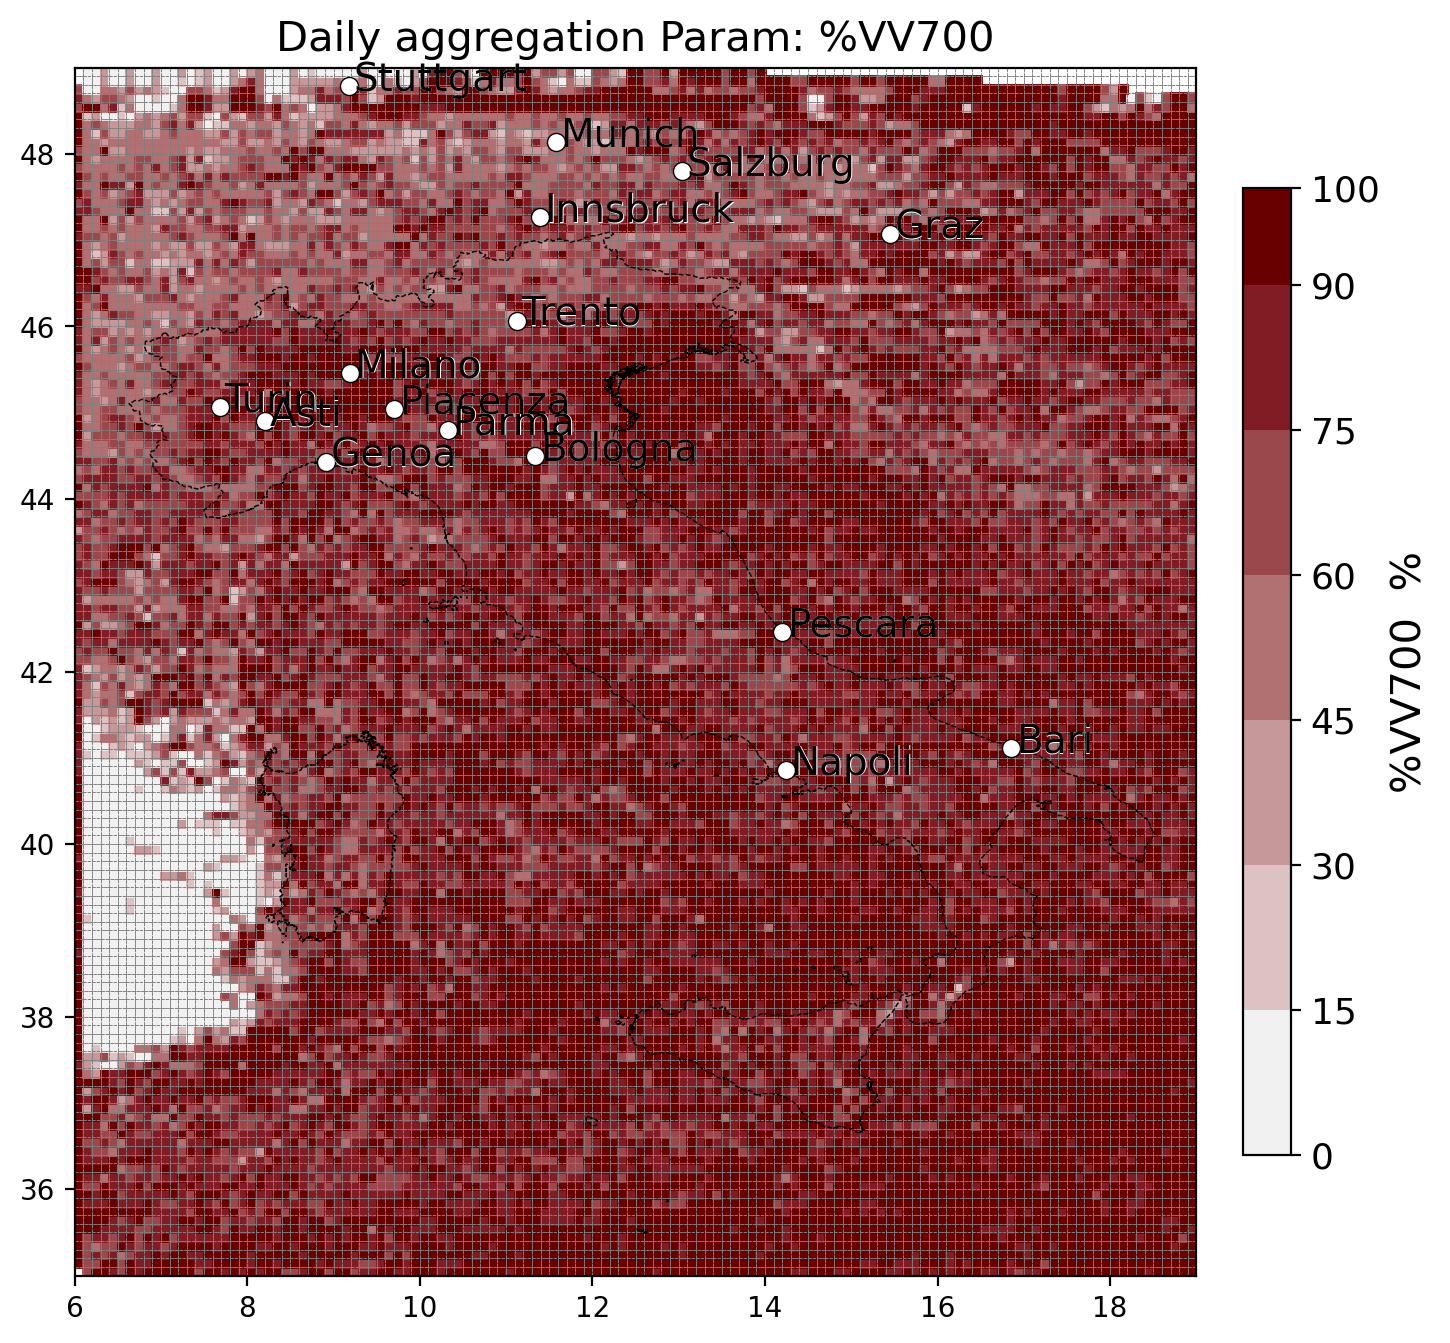 Daily aggregation Param: %VV700
Stuttgart
Munich
Salzburg
Innsbruck
Graz
Trento
Milano
Turin
Asti
Piacenza
Parma
Genoa
Bologna
Pescara
Bari
Napoli
48
46
44
42
40
38
36
6
8
10
12
14
16
18
100
90
75
60
45
30
15
0
%VV700 %